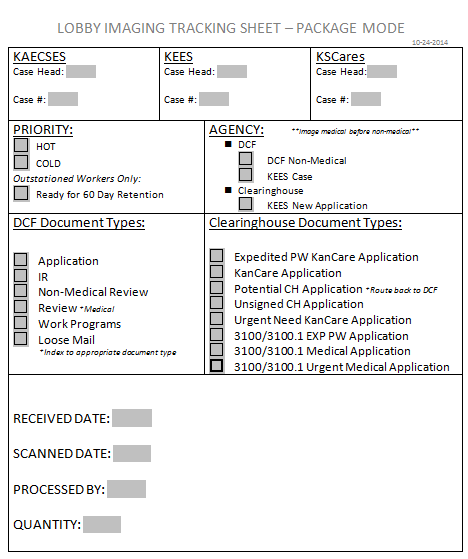 LOBBY IMAGING TRACKING SHEET – PACKAGE MODE
10-24-2014
KAECSES
Case Head:
Case #:
KEES
Case Head:
Case #:
KSCares
Case Head:
Case #:
PRIORITY:
HOT
COLD
Outstationed Workers Only:
Ready for 60 Day Retention
AGENCY: **Image medical before non-medical**
DCF
DCF Non-Medical
KEES Case
Clearinghouse
KEES New Application
DCF Document Types:
Application
IR
Non-Medical Review
Review *Medical
Work Programs
Loose Mail
*Index to appropriate document type
Clearinghouse Document Types:
Expedited PW KanCare Application
KanCare Application
Potential CH Application *Route back to DCF
Unsigned CH Application
Urgent Need KanCare Application
3100/3100.1 EXP PW Application
3100/3100.1 Medical Application
3100/3100.1 Urgent Medical Application
RECEIVED DATE:
SCANNED DATE:
PROCESSED BY:
QUANTITY: